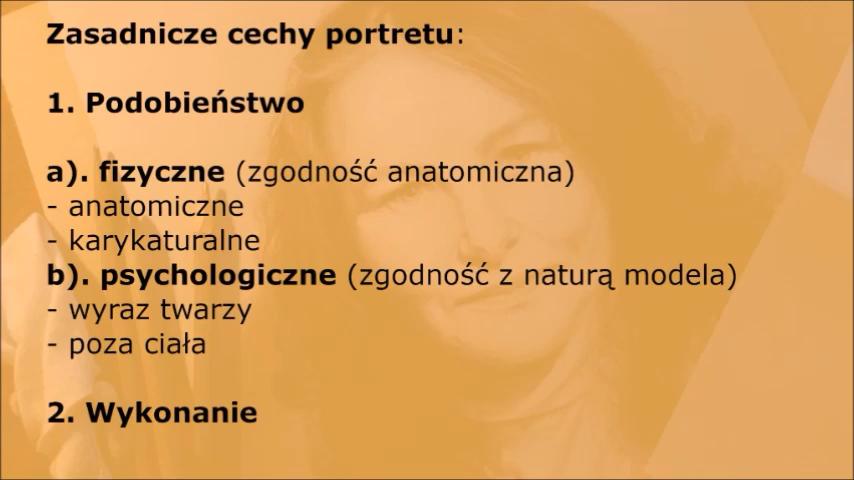 Zasadnicze cechy portretu:
1. Podobieństwo
a). fizyczne (zgodność anatomiczna)
- anatomiczne
- karykaturalne
b). psychologiczne (zgodność z naturą modela)
- wyraz twarzy
- poza ciała
2. Wykonanie